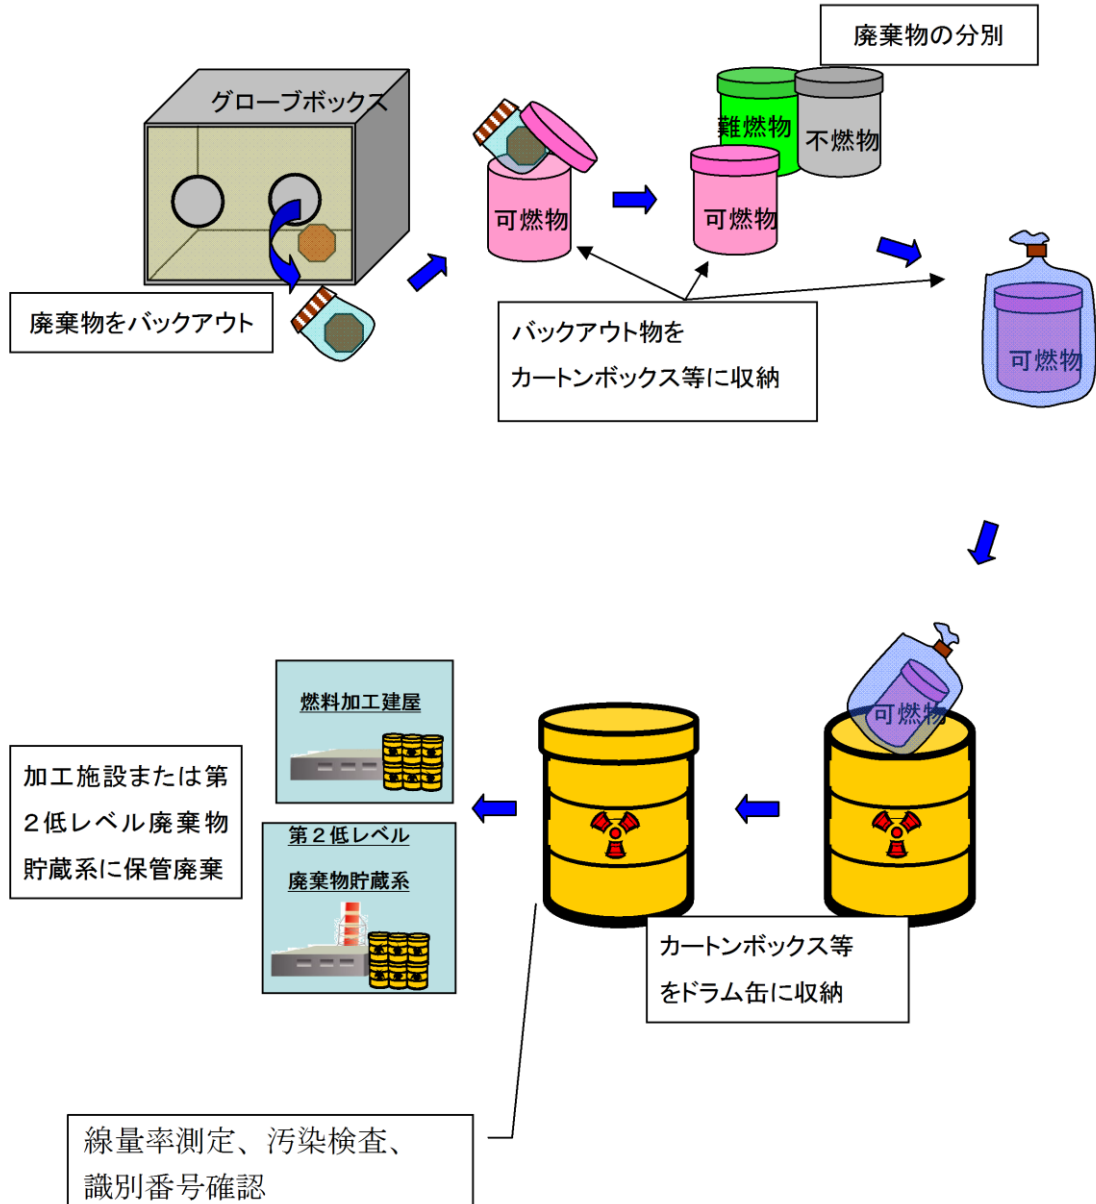 廃棄物の分別
グローブボックス
難燃物
不燃物
可燃物
可燃物
廃棄物をバックアウト
バックアウト物を
カートンボックス等に収納
可燃物
可燃物
燃料加工建屋
加工施設または第
２低レベル廃棄物
貯蔵系に保管廃棄
第２低レベル
廃棄物貯蔵系
カートンボックス等
をドラム缶に収納
線量率測定、汚染検査、
識別番号確認